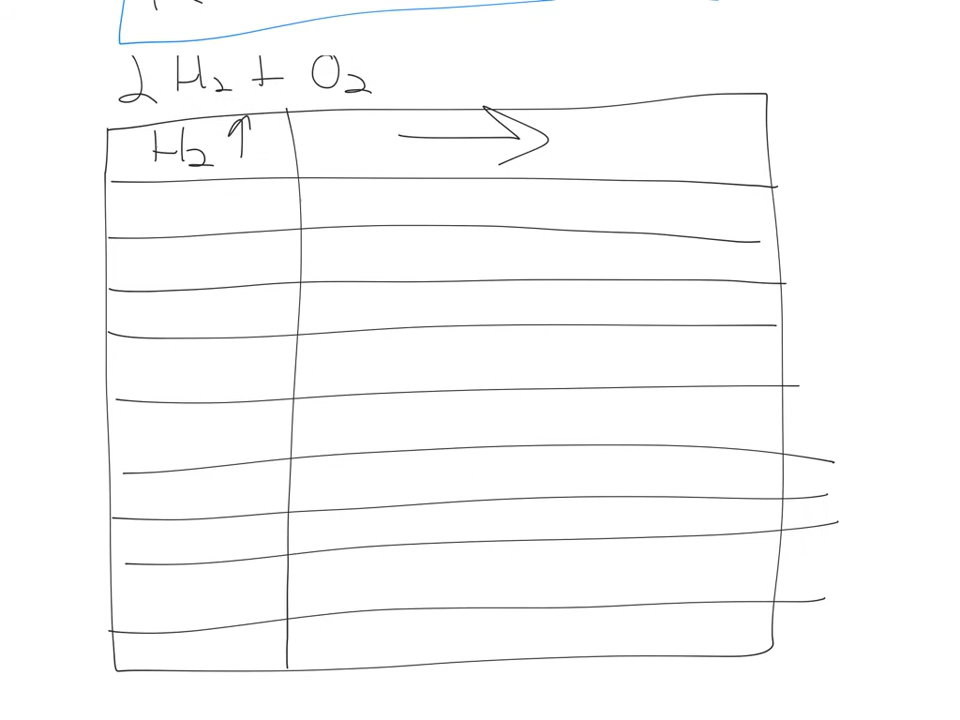 2 H₂ + O₂
H₂ ↑ →